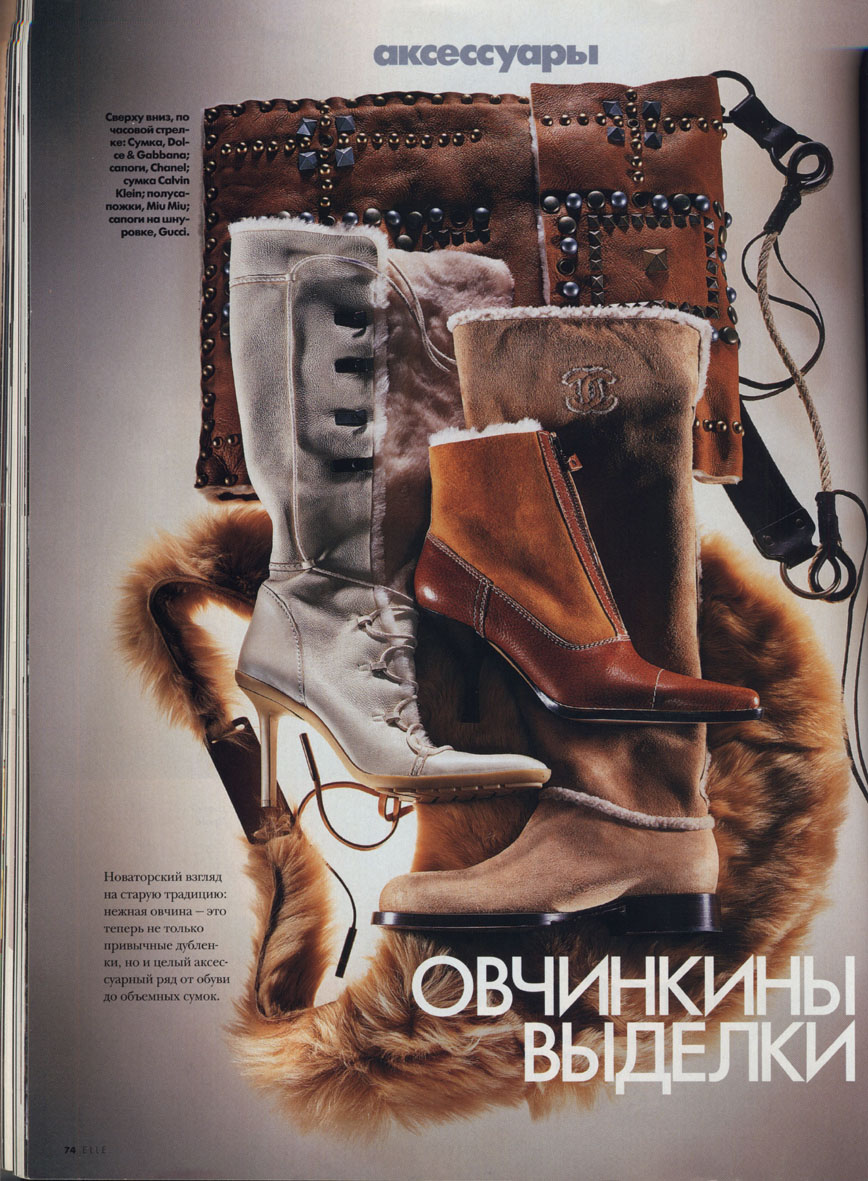 аксессуары
Сверху вниз, по
часовой стрел-
ке: Сумка, Dol-
ce & Gabbana;
сапоги, Chanel;
сумка Calvin
Klein; полуса-
пожки, Miu Miu;
сапоги на шну-
ровке, Gucci.
Новаторский взгляд
на старую традицию:
нежная овчина – это
теперь не только
привычные дублен-
ки, но и целый аксес-
суарный ряд от обуви
до объемных сумок.
ОВЧИНКИНЫ
ВЫДЕЛКИ
74 ELLE